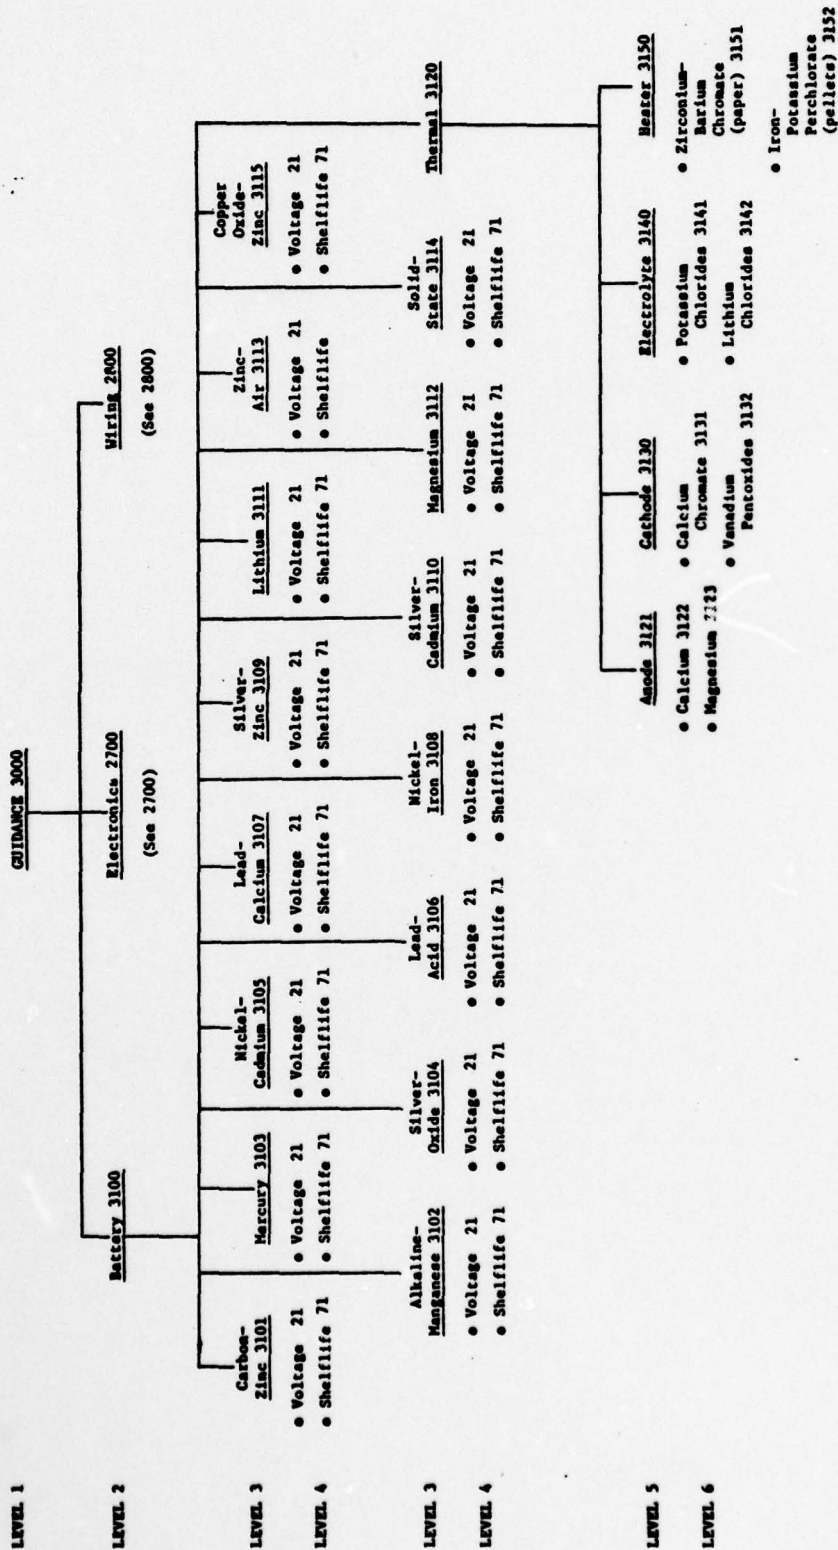 LEVEL 1
GUIDANCE 3000
LEVEL 2
Battery 3100
Electronics 2700
(See 2700)
Wiring 2800
(See 2800)
LEVEL 3
Carbon-
Zinc 3101
Mercury 3103
Nickel-
Cadmium 3105
Lead-
Calcium 3107
Silver-
Zinc 3109
Lithium 3111
Zinc-
Air 3113
Copper
Oxide-
Zinc 3115
LEVEL 4
• Voltage 21
• Shelflife 71
• Voltage 21
• Shelflife 71
• Voltage 21
• Shelflife 71
• Voltage 21
• Shelflife 71
• Voltage 21
• Shelflife 71
• Voltage 21
• Shelflife 71
• Voltage 21
• Shelflife
• Voltage 21
• Shelflife 71
LEVEL 3
Alkaline-
Manganese 3102
Silver-
Oxide 3104
Lead-
Acid 3106
Nickel-
Iron 3108
Silver-
Cadmium 3110
Magnesium 3112
Solid-
State 3114
Thermal 3120
LEVEL 4
• Voltage 21
• Shelflife 71
• Voltage 21
• Shelflife 71
• Voltage 21
• Shelflife 71
• Voltage 21
• Shelflife 71
• Voltage 21
• Shelflife 71
• Voltage 21
• Shelflife 71
• Voltage 21
• Shelflife 71
LEVEL 5
Anode 3121
Cathode 3130
Electrolyte 3140
Heater 3150
LEVEL 6
• Calcium 3122
• Magnesium
• Calcium
Chromate 3131
• Vanadium
Pentoxides 3132
• Potassium
Chlorides 3141
• Lithium
Chlorides 3142
• Zirconium-
Barium
Chromate
(paper) 3151
• Iron-
Potassium
Perchlorate
(pellets) 3152